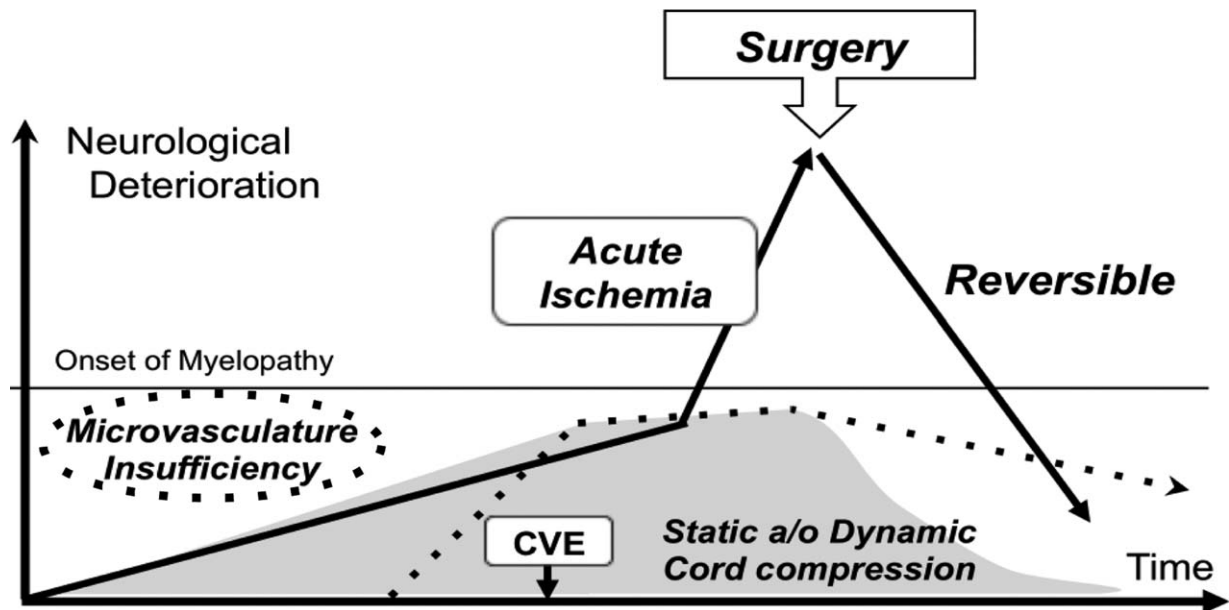 Surgery
Neurological
Deterioration
Acute
Ischemia
Reversible
Onset of Myelopathy
Microvasculature
Insufficiency
CVE
Static a/o Dynamic
Cord compression
Time